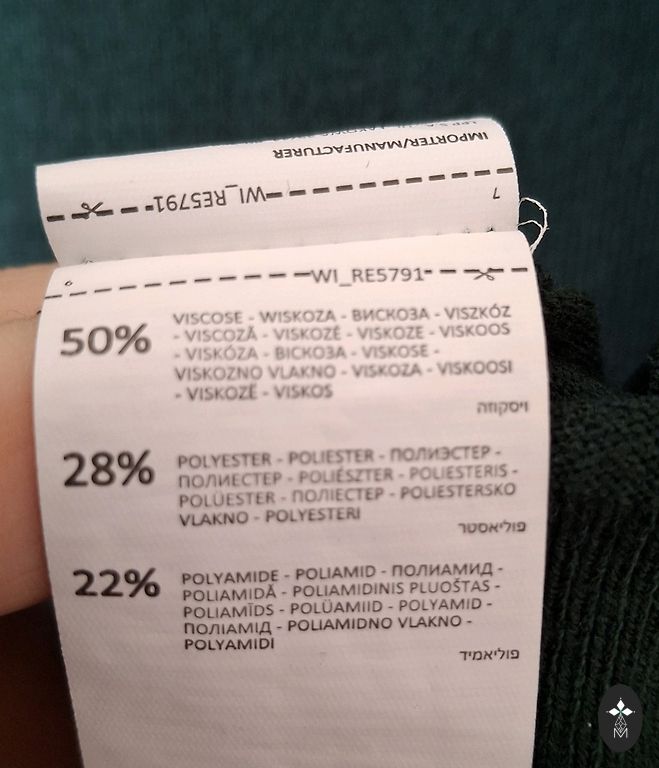 IMPORTER/MANUFACTURER
7
WI_RE5791
WI_RE5791
50%
VISCOSE - WISKOZA - ВИСКОЗА - VISZKÓZ
- VISCOZĂ - VISKOZĖ - VISKOZE - VISKOOS
- VISKÓZA - ВІСКОЗА - VISKOSE -
VISKOZNO VLAKNO - VISKOZA - VISKOOSI
- VISKOZË - VISKOS
ויסקוזה
28%
POLYESTER - POLIESTER - ПОЛИЭСТЕР -
ПОЛИЕСТЕР - POLIÉSZTER - POLIESTERIS -
POLÜESTER - ПОЛІЕСТЕР - POLIESTERSKO
VLAKNO - POLYESTERI
פוליאסטר
22%
POLYAMIDE - POLIAMID - ПОЛИАМИД -
POLIAMIDĂ - POLIAMIDINIS PLUOŠTAS -
POLIAMĪDS - POLÜAMIID - POLYAMID -
ПОЛІАМІД - POLIAMIDNO VLAKNO -
POLYAMIDI
פוליאמיד
M